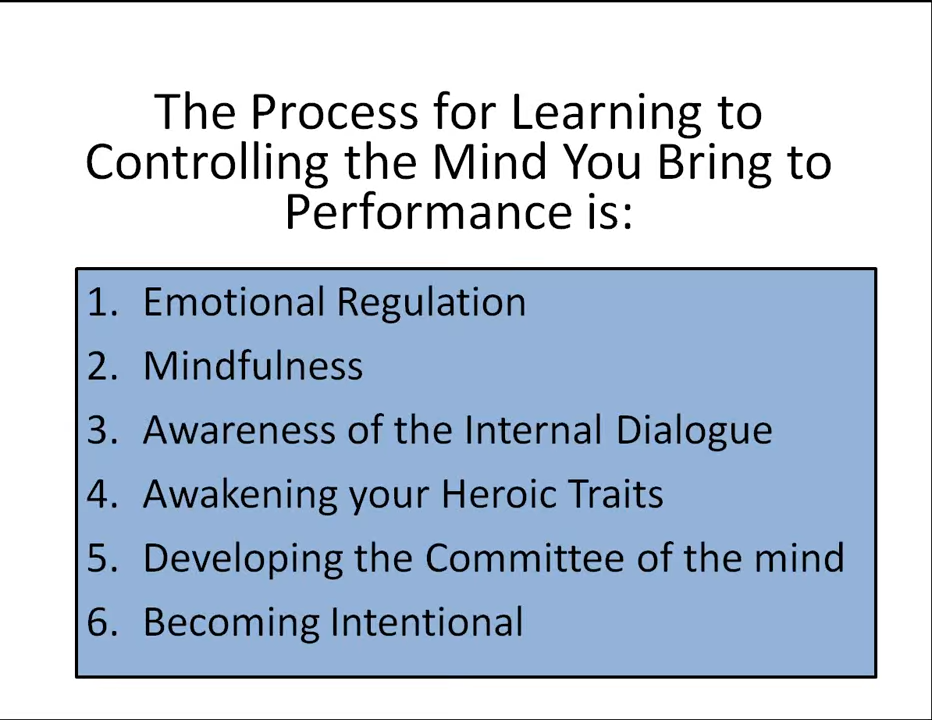 The Process for Learning to
Controlling the Mind You Bring to
Performance is:
1. Emotional Regulation
2. Mindfulness
3. Awareness of the Internal Dialogue
4. Awakening your Heroic Traits
5. Developing the Committee of the mind
6. Becoming Intentional